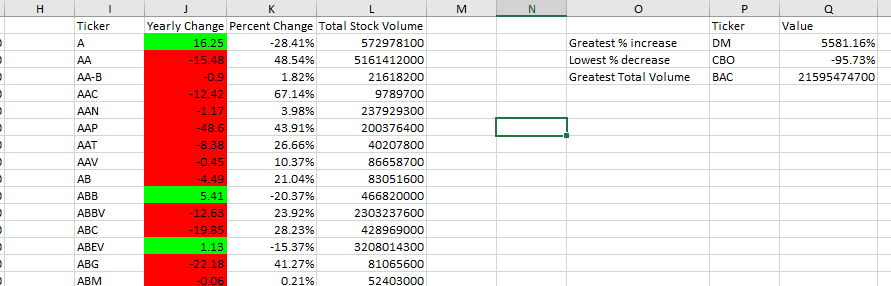 H I J K L M N O P Q
Ticker Yearly Change Percent Change Total Stock Volume Ticker Value
A 16.25 -28.41% 572978100 Greatest % increase DM 5581.16%
AA -15.48 48.54% 5161412000 Lowest % decrease CBO -95.73%
AA-B -0.9 1.82% 21618200 Greatest Total Volume BAC 21595474700
AAC -12.42 67.14% 9789700
AAN -1.17 3.98% 237929300
AAP -48.6 43.91% 200376400
AAT -8.38 26.66% 40207800
AAV -0.45 10.37% 86658700
AB -4.49 21.04% 83051600
ABB 5.41 -20.37% 466820000
ABBV -12.63 23.92% 2303237600
ABC -19.85 28.23% 428969000
ABEV 1.13 -15.37% 3208014300
ABG -22.18 41.27% 81065600
ABM -0.06 0.21% 52403000